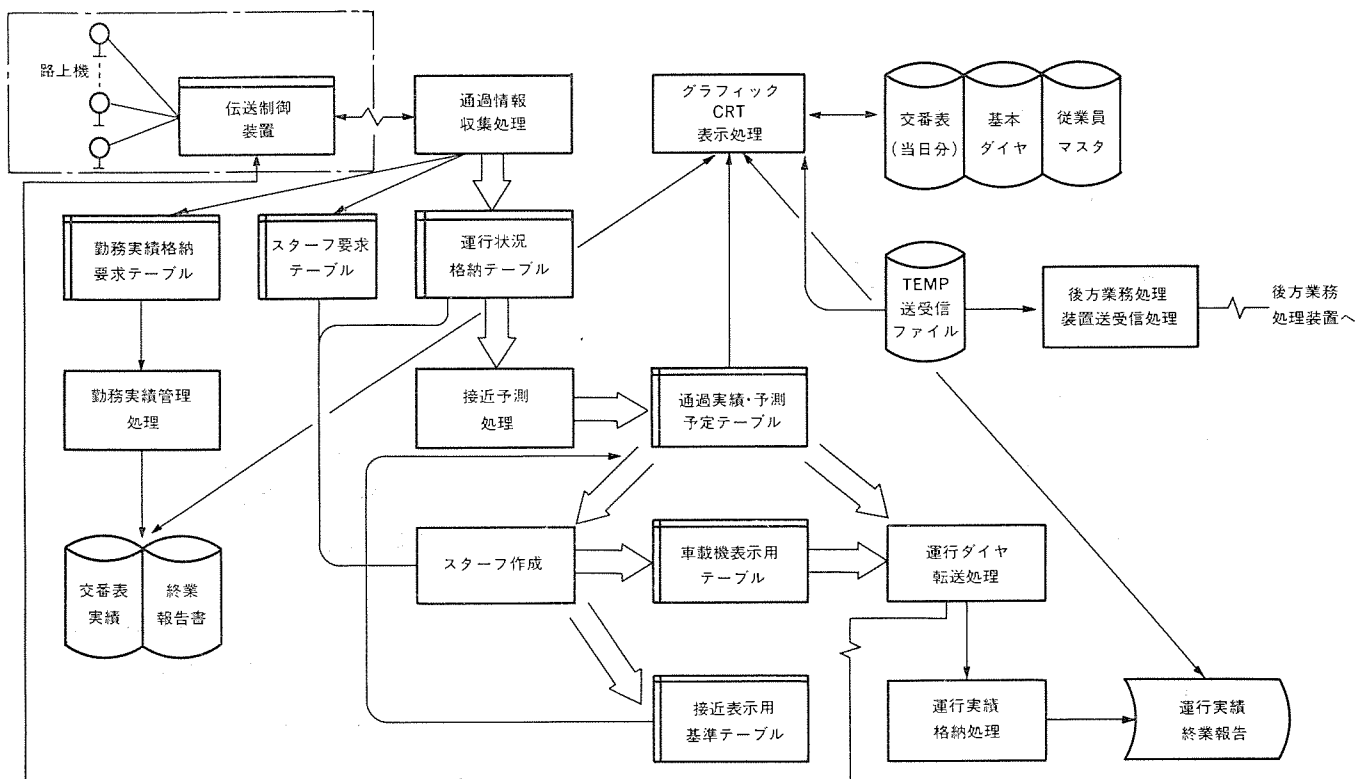 路上機
伝送制御
装置
通過情報
収集処理
グラフィック
CRT
表示処理
交番表
(当日分)
基本
ダイヤ
従業員
マスタ
勤務実績格納
要求テーブル
スターフ要求
テーブル
運行状況
格納テーブル
TEMP
送受信
ファイル
後方業務処理
装置送受信処理
後方業務
処理装置へ
勤務実績管理
処理
接近予測
処理
通過実績・予測
予定テーブル
交番表
実績
終業
報告書
スターフ作成
車載機表示用
テーブル
運行ダイヤ
転送処理
接近表示用
基準テーブル
運行実績
格納処理
運行実績
終業報告